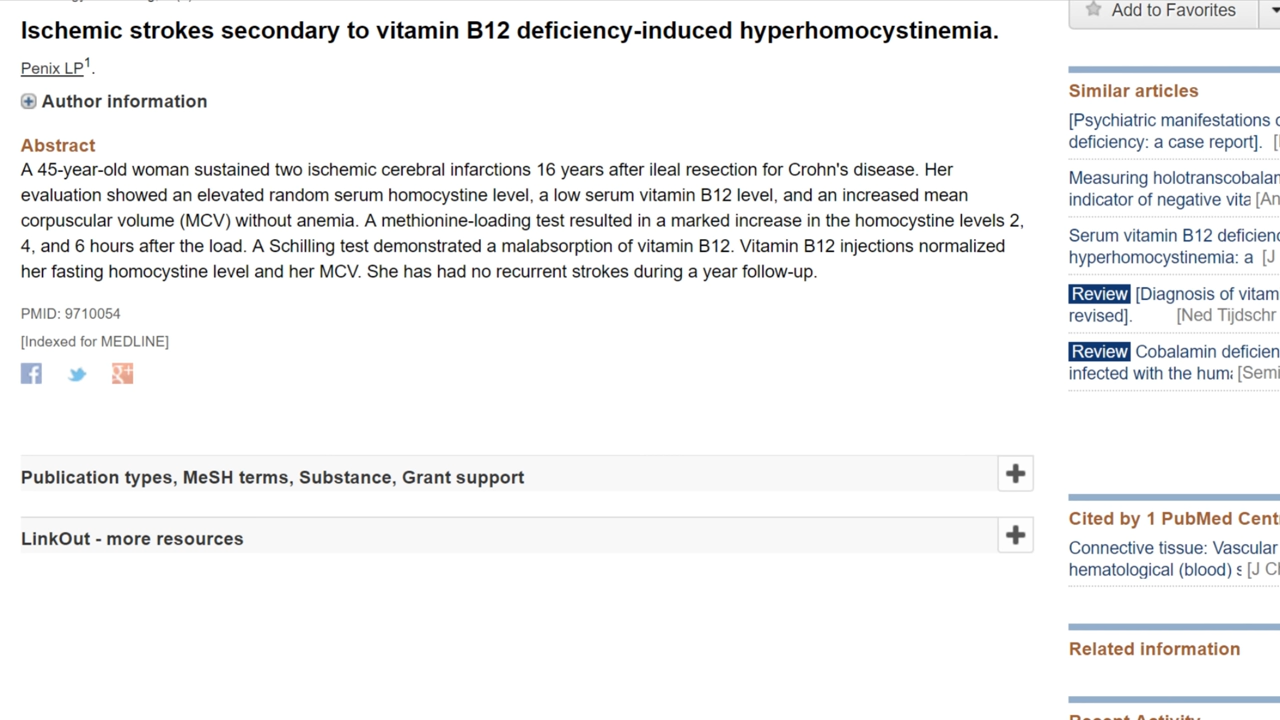 Ischemic strokes secondary to vitamin B12 deficiency-induced hyperhomocystinemia.
Penix LP1.
Author information
Abstract
A 45-year-old woman sustained two ischemic cerebral infarctions 16 years after ileal resection for Crohn's disease. Her
evaluation showed an elevated random serum homocystine level, a low serum vitamin B12 level, and an increased mean
corpuscular volume (MCV) without anemia. A methionine-loading test resulted in a marked increase in the homocystine levels 2,
4, and 6 hours after the load. A Schilling test demonstrated a malabsorption of vitamin B12. Vitamin B12 injections normalized
her fasting homocystine level and her MCV. She has had no recurrent strokes during a year follow-up.
PMID: 9710054
[Indexed for MEDLINE]
Publication types, MeSH terms, Substance, Grant support
LinkOut - more resources
Add to Favorites
Similar articles
[Psychiatric manifestations
deficiency: a case report].
Measuring holotranscobalam
indicator of negative vita [An
Serum vitamin B12 deficienc
hyperhomocystinemia: a [J
Review [Diagnosis of vitam
revised]. [Ned Tijdschr
Review Cobalamin deficien
infected with the hum [Semi
Cited by 1 PubMed Cent
Connective tissue: Vascular
hematological (blood) s [J Cl
Related information
Recent Activity